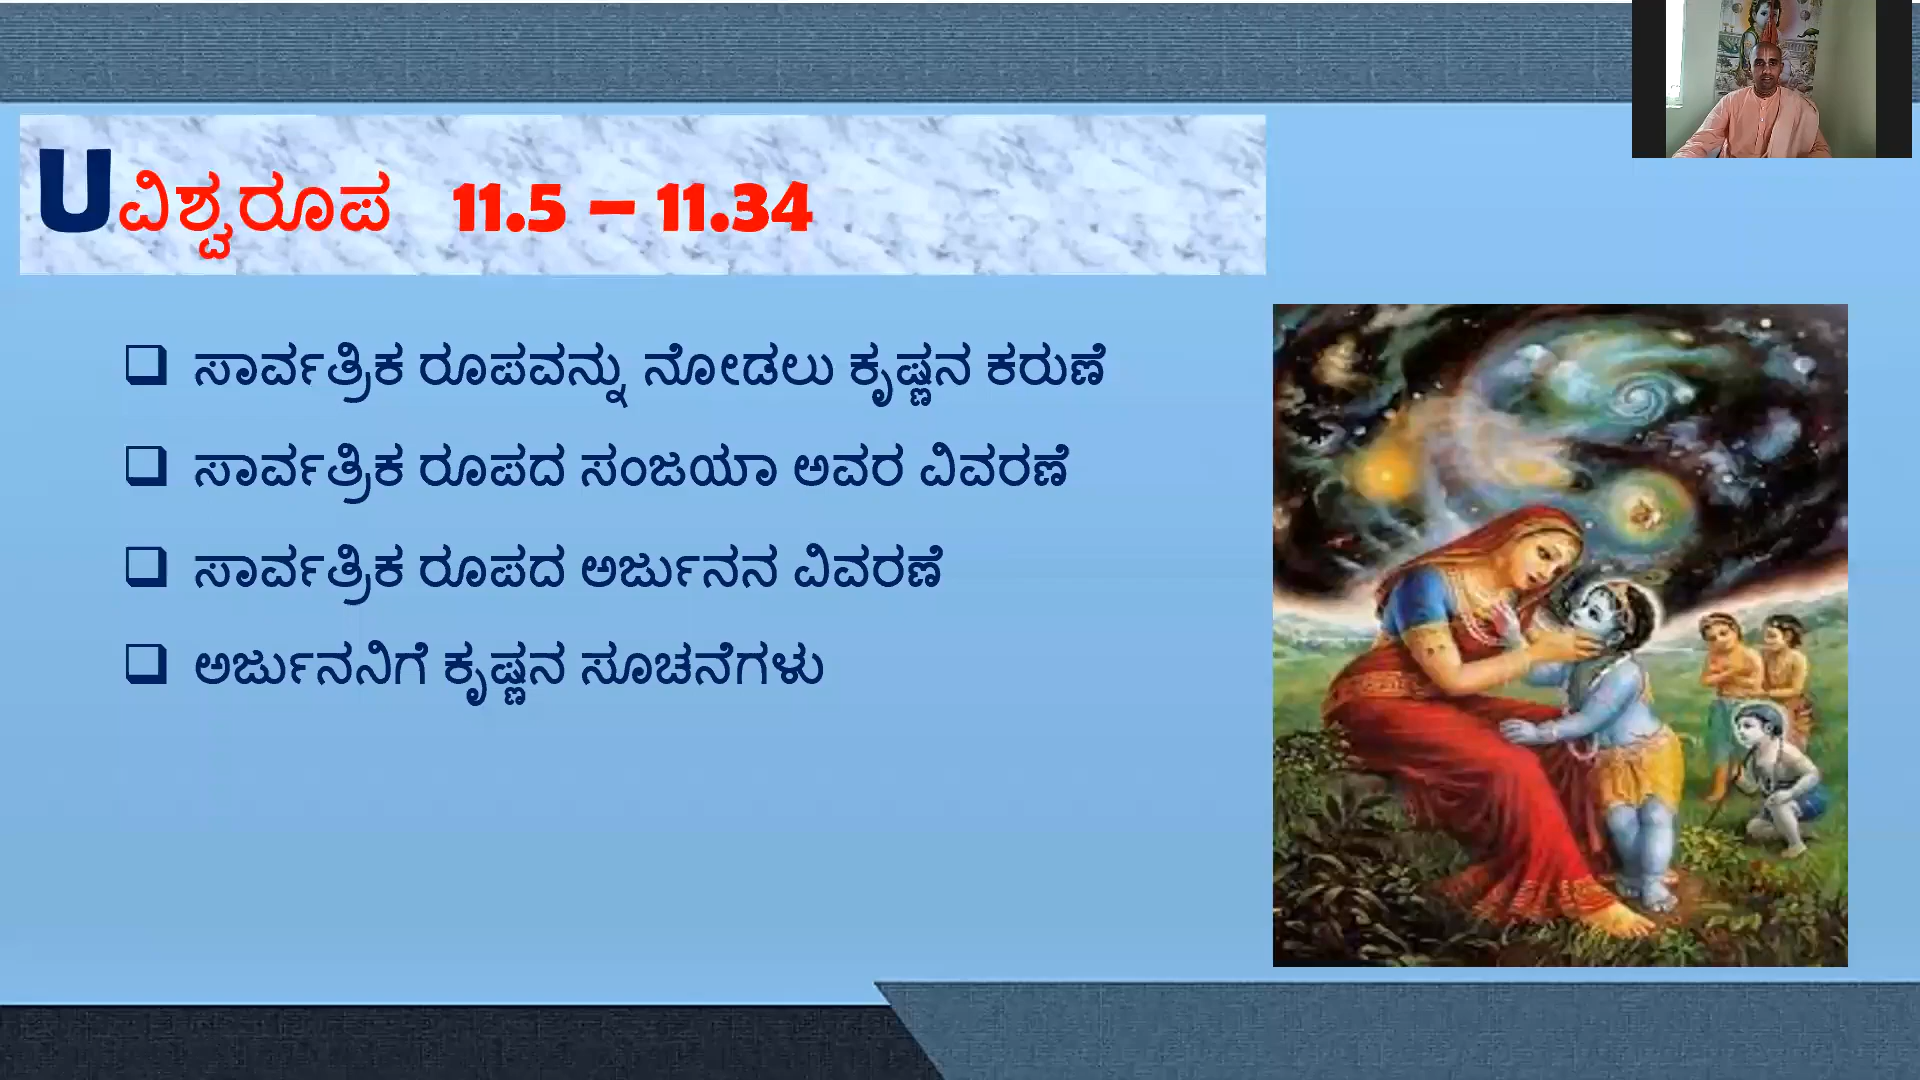 Uವಿಶ್ವರೂಪ 11.5 – 11.34
ಸಾರ್ವತ್ರಿಕ ರೂಪವನ್ನು ನೋಡಲು ಕೃಷ್ಣನ ಕರುಣೆ
ಸಾರ್ವತ್ರಿಕ ರೂಪದ ಸಂಜಯಾ ಅವರ ವಿವರಣೆ
ಸಾರ್ವತ್ರಿಕ ರೂಪದ ಅರ್ಜುನನ ವಿವರಣೆ
ಅರ್ಜುನನಿಗೆ ಕೃಷ್ಣನ ಸೂಚನೆಗಳು